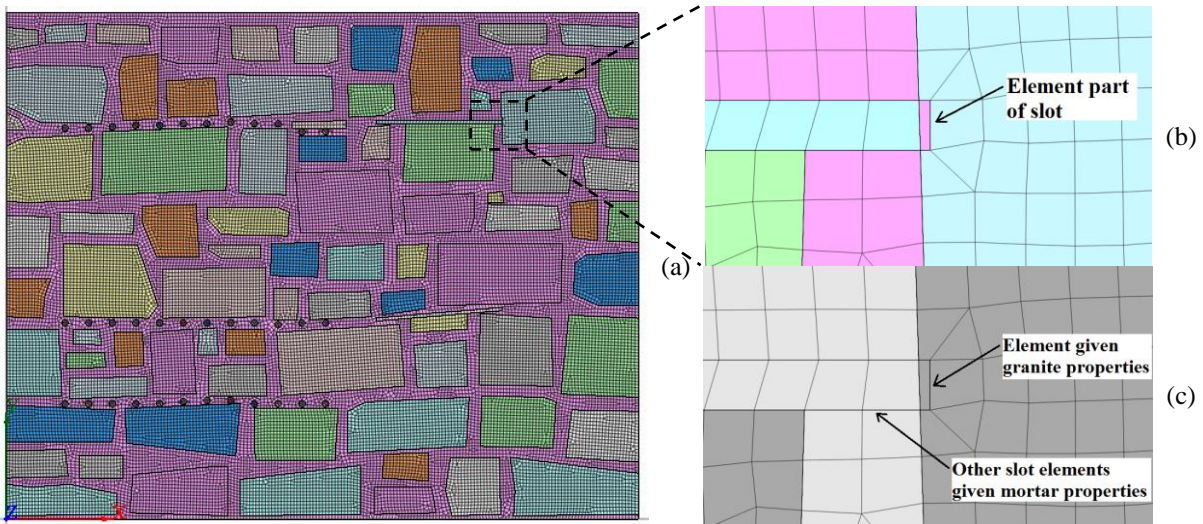 Element part
of slot
(b)
(a)
Element given
granite properties
(c)
Other slot elements
given mortar properties
Z
X